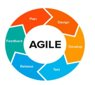 Plan
Design
Develop
Test
Release
Feedback
AGILE